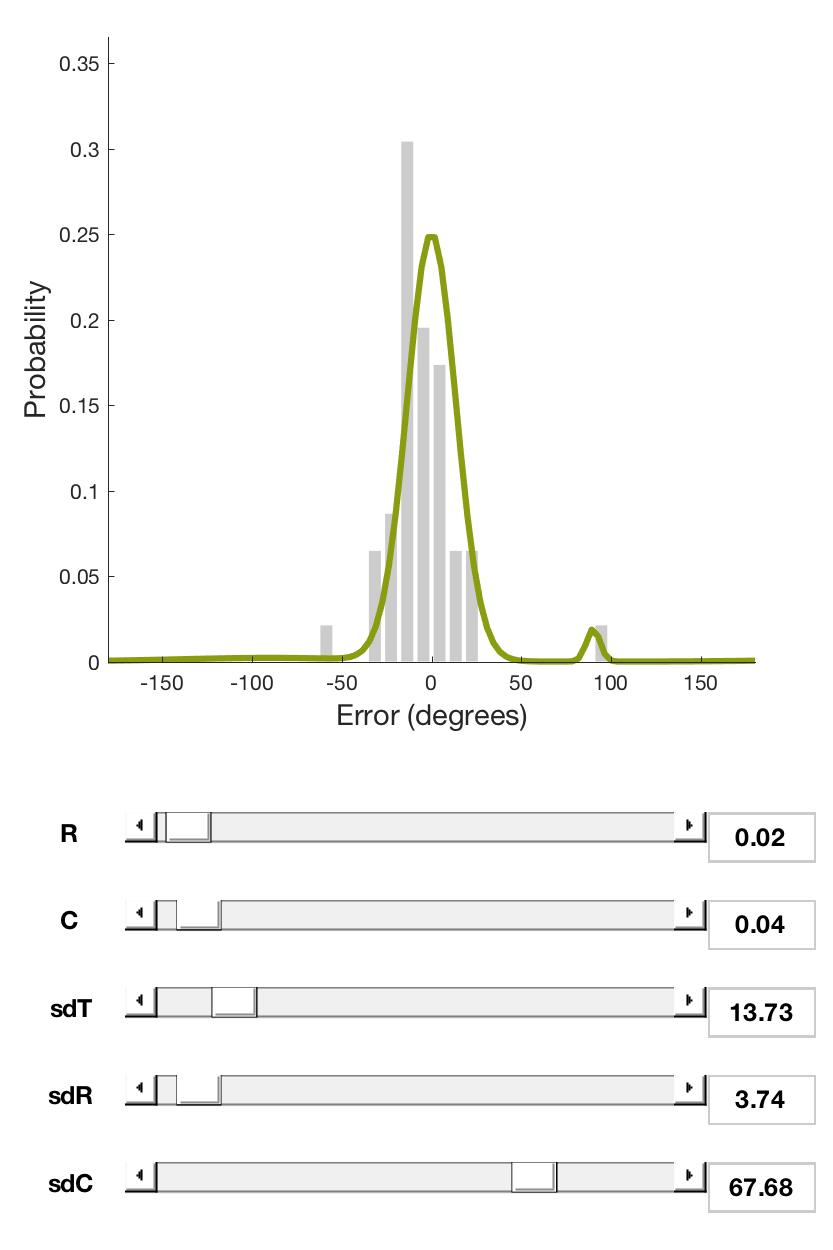 0.35
0.3
0.25
0.2
0.15
0.1
0.05
0
Probability
-150 -100 -50 0 50 100 150
Error (degrees)
R 0.02
C 0.04
sdT 13.73
sdR 3.74
sdC 67.68